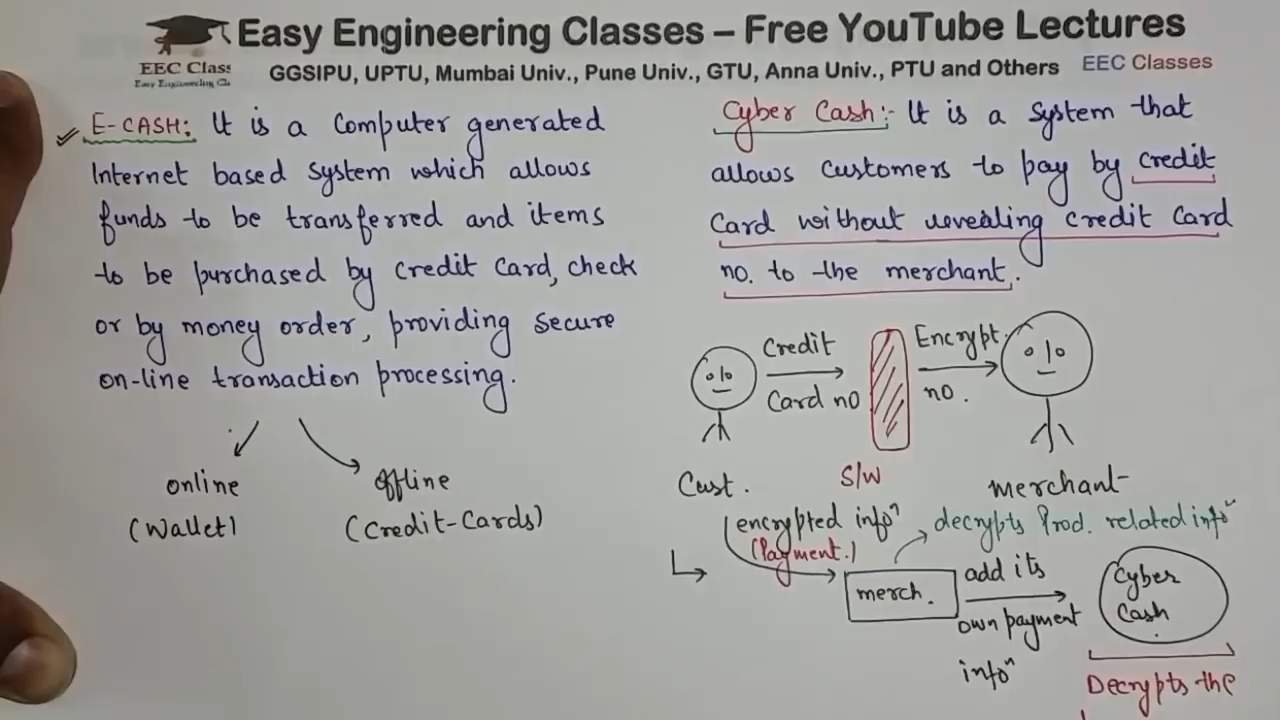 Easy Engineering Classes – Free YouTube Lectures
EEC Class
GGSIPU, UPTU, Mumbai Univ., Pune Univ., GTU, Anna Univ., PTU and Others
EEC Classes
E-CASH: It is a Computer generated
Internet based system which allows
funds to be transferred and items
to be purchased by credit card, check
or by money order, providing secure
on-line transaction processing.
online
(Wallet)
offline
(Credit-Cards)
Cyber Cash:- It is a system that
allows customers to pay by credit
card without revealing credit card
no. to the merchant.
Credit
Card no
Encrypt.
no.
Cust.
S/W
merchant
encrypted infoⁿ
(Payment.)
decrypts Prod. related infoⁿ
merch.
add its
own payment
infoⁿ
Cyber
Cash
Decrypts the